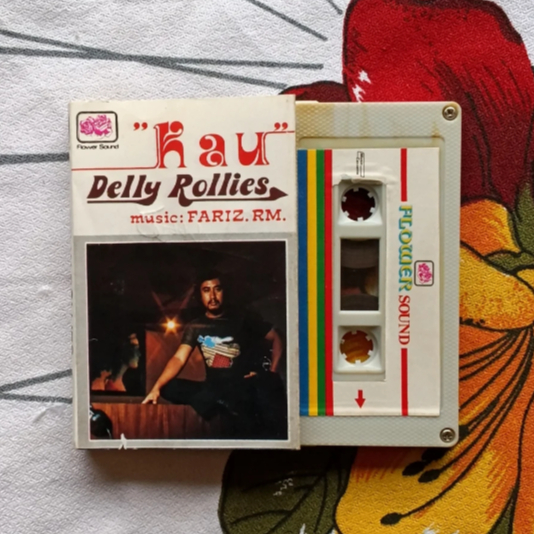 Flower Sound
"Kau"
Delly Rollies
music: FARIZ. RM.
FLOWER SOUND